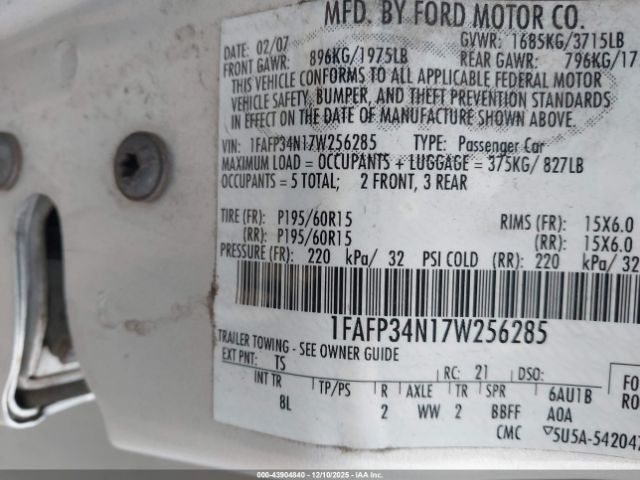 MFD. BY FORD MOTOR CO.
DATE: 02/07 GVWR: 1685KG/3715LB
FRONT GAWR: 896KG/1975LB REAR GAWR: 796KG/17
THIS VEHICLE CONFORMS TO ALL APPLICABLE FEDERAL MOTOR
VEHICLE SAFETY, BUMPER, AND THEFT PREVENTION STANDARDS
IN EFFECT ON THE DATE OF MANUFACTURE SHOWN ABOVE.
VIN: 1FAFP34N17W256285 TYPE: Passenger Car
MAXIMUM LOAD = OCCUPANTS + LUGGAGE = 375KG/ 827LB
OCCUPANTS = 5 TOTAL; 2 FRONT, 3 REAR
TIRE (FR): P195/60R15 RIMS (FR): 15X6.0
(RR): P195/60R15 (RR): 15X6.0
PRESSURE (FR): 220 kPa/ 32 PSI COLD (RR): 220 kPa/ 32
1FAFP34N17W256285
TRAILER TOWING - SEE OWNER GUIDE
EXT PNT: TS RC: 21 DSO: FO
INT TR TP/PS R AXLE TR SPR 6AU1B RO
8L 2 WW 2 BBFF AOA
CMC 5U5A-54204
000-43904840 - 12/10/2025 - IAAI.COM